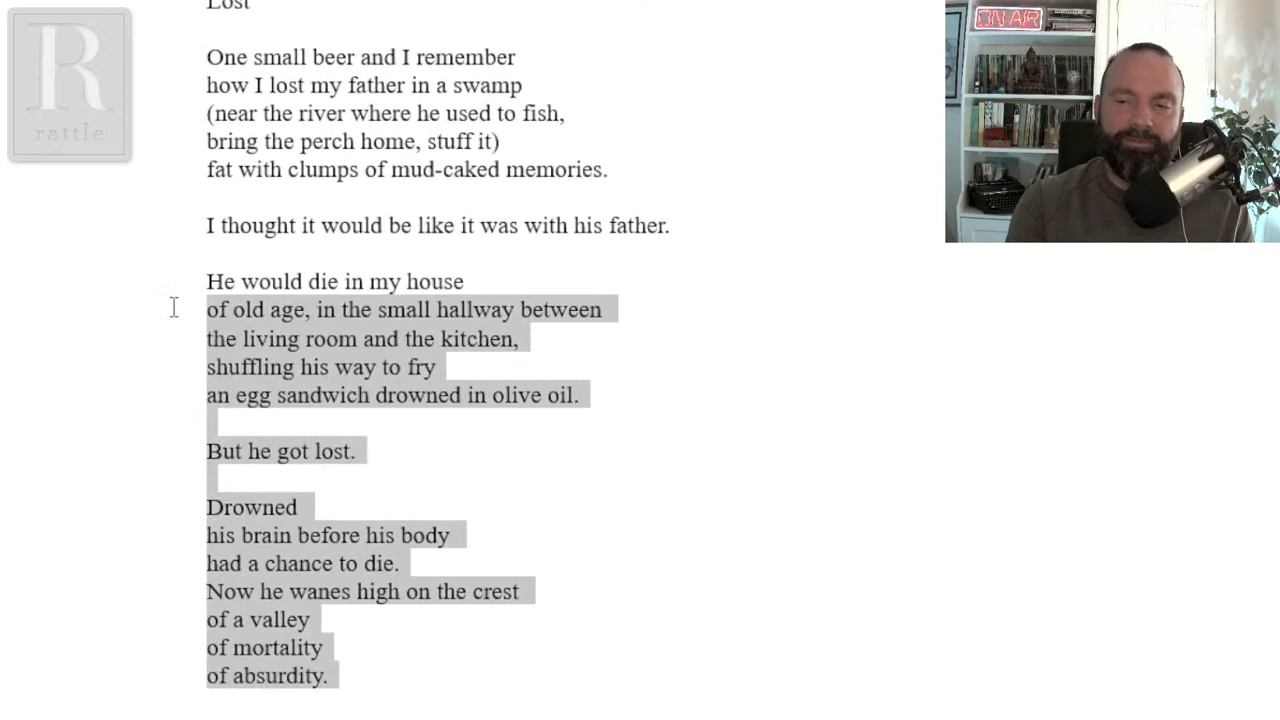 R
rattle
Lost
One small beer and I remember
how I lost my father in a swamp
(near the river where he used to fish,
bring the perch home, stuff it)
fat with clumps of mud-caked memories.
I thought it would be like it was with his father.
He would die in my house
of old age, in the small hallway between
the living room and the kitchen,
shuffling his way to fry
an egg sandwich drowned in olive oil.
But he got lost.
Drowned
his brain before his body
had a chance to die.
Now he wanes high on the crest
of a valley
of mortality
of absurdity.
ON AIR